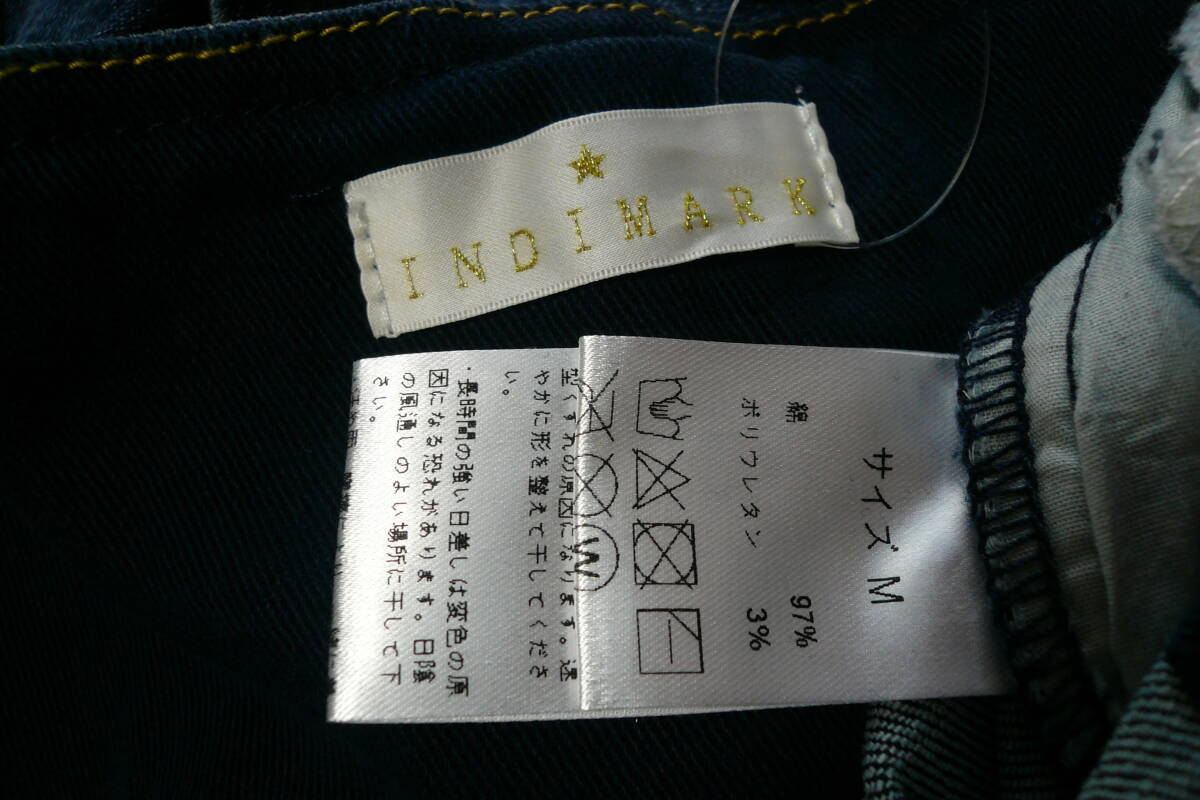 INDIMARK
サイズ M
綿 97%
ポリウレタン 3%
W
型くずれの原因になります。速
やかに形を整えて干してくださ
い。
・長時間の強い日差しは変色の原
因になる恐れがあります。日陰
の風通しのよい場所に干して下
さい。